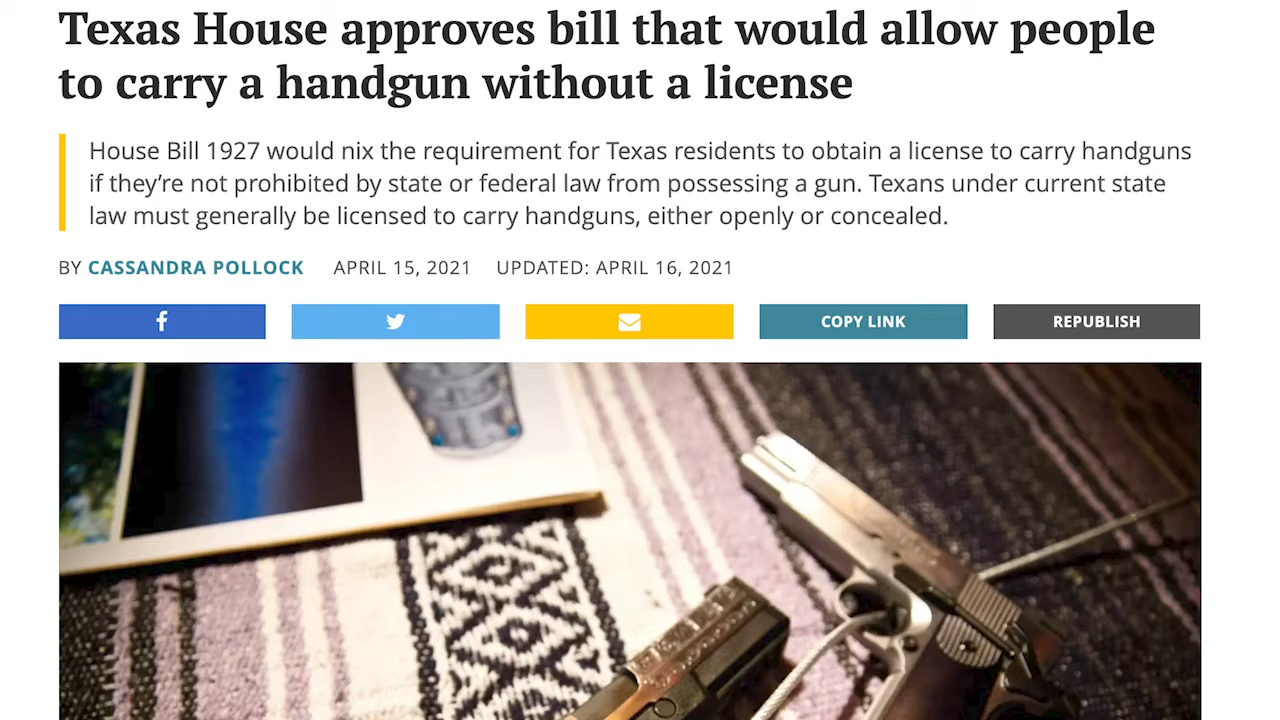 Texas House approves bill that would allow people
to carry a handgun without a license
House Bill 1927 would nix the requirement for Texas residents to obtain a license to carry handguns
if they’re not prohibited by state or federal law from possessing a gun. Texans under current state
law must generally be licensed to carry handguns, either openly or concealed.
BY CASSANDRA POLLOCK APRIL 15, 2021 UPDATED: APRIL 16, 2021
COPY LINK REPUBLISH